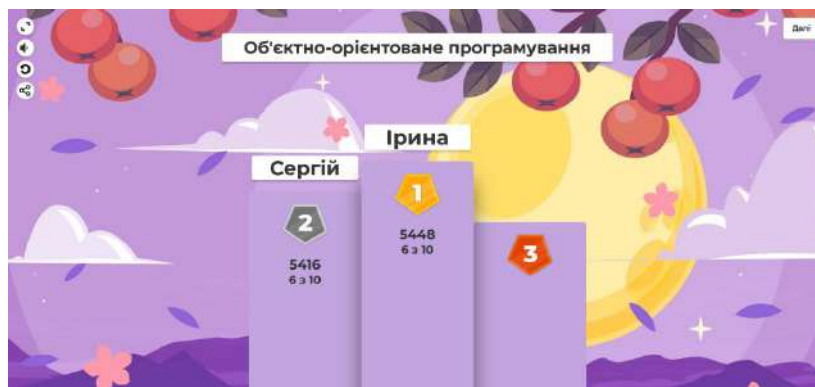 Об'єктно-орієнтоване програмування
Далі
Ірина
Сергій
1
5448
6 з 10
2
5416
6 з 10
3